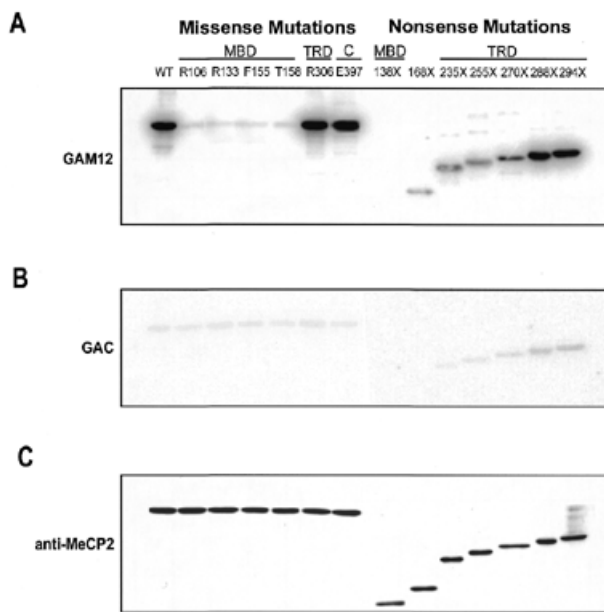 A
Missense Mutations
Nonsense Mutations
MBD TRD C MBD TRD
WT R106 R133 F155 T158 R306 E397 138X 168X 235X 255X 270X 288X 294X
GAM12
B
GAC
C
anti-MeCP2